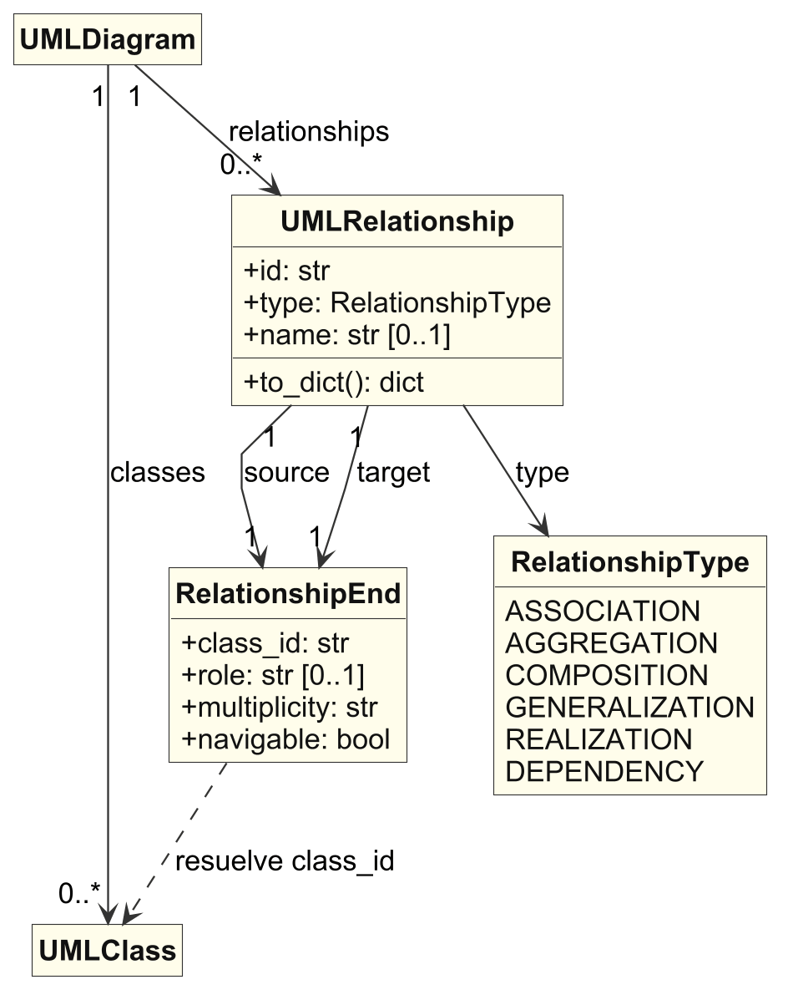 UMLDiagram
1
1
relationships
0..*
UMLRelationship
+id: str
+type: RelationshipType
+name: str [0..1]
+to_dict(): dict
1
1
classes
source
target
type
1
1
RelationshipEnd
+class_id: str
+role: str [0..1]
+multiplicity: str
+navigable: bool
RelationshipType
ASSOCIATION
AGGREGATION
COMPOSITION
GENERALIZATION
REALIZATION
DEPENDENCY
resuelve class_id
0..*
UMLClass